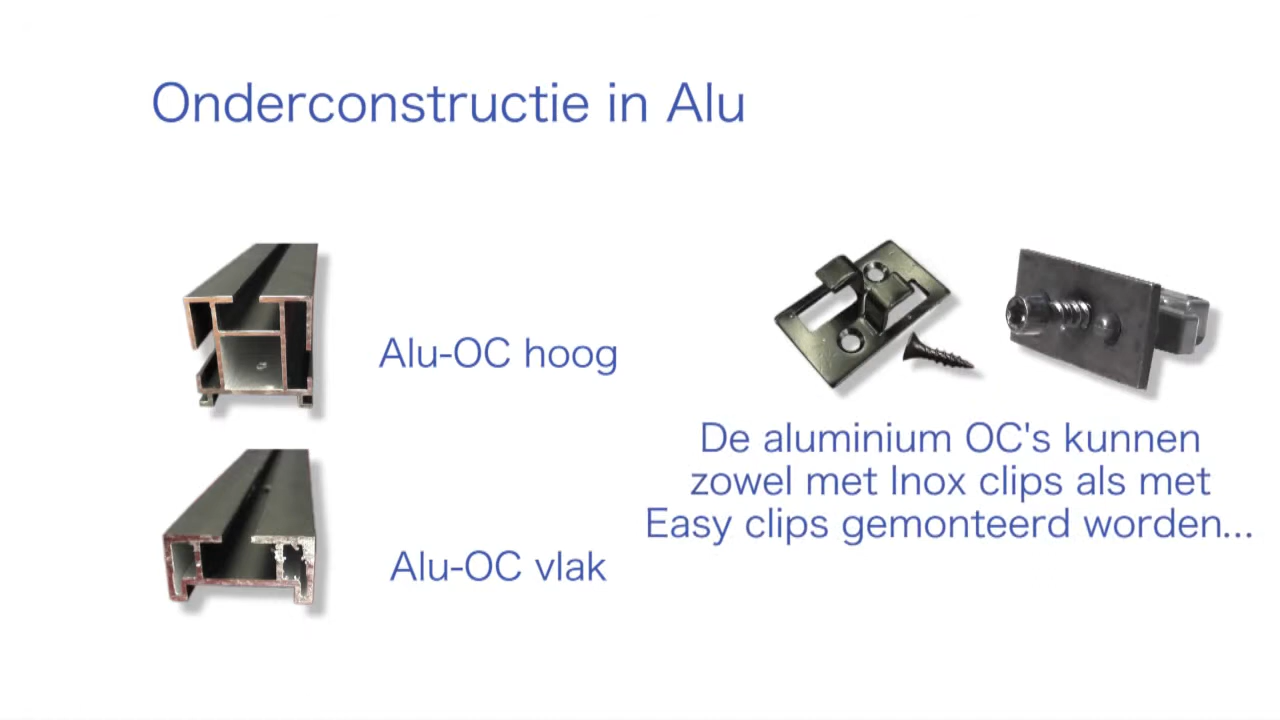 Onderconstructie in Alu
Alu-OC hoog
Alu-OC vlak
De aluminium OC's kunnen
zowel met Inox clips als met
Easy clips gemonteerd worden...